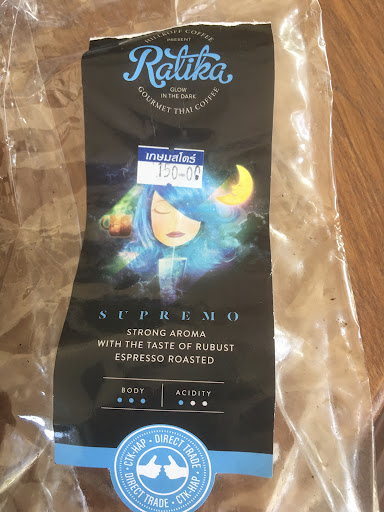 HILLKOFF COFFEE
PRESENT
Ratika
GLOW
IN THE DARK
GOURMET THAI COFFEE
เกษมสโตร์
150-00
SUPREMO
STRONG AROMA
WITH THE TASTE OF RUBUST
ESPRESSO ROASTED
BODY
ACIDITY
CTK-HAP • DIRECT TRADE • CTK-HAP • DIRECT TRADE •